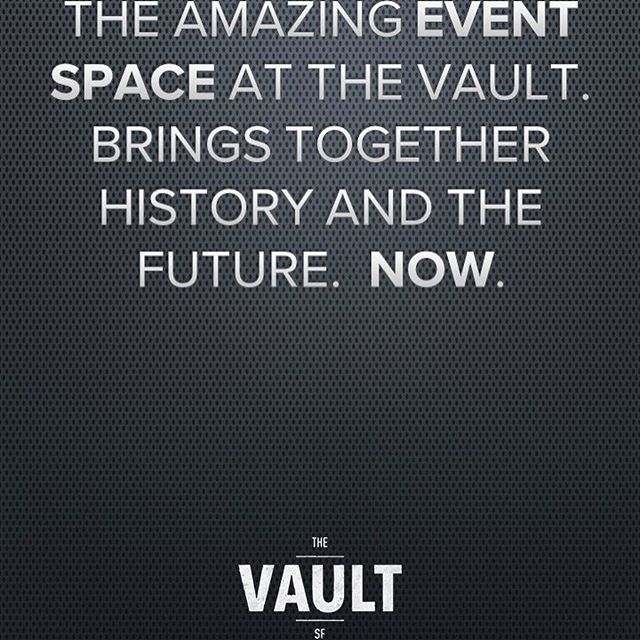 THE AMAZING EVENT
SPACE AT THE VAULT.
BRINGS TOGETHER
HISTORY AND THE
FUTURE. NOW.
THE
VAULT
SF